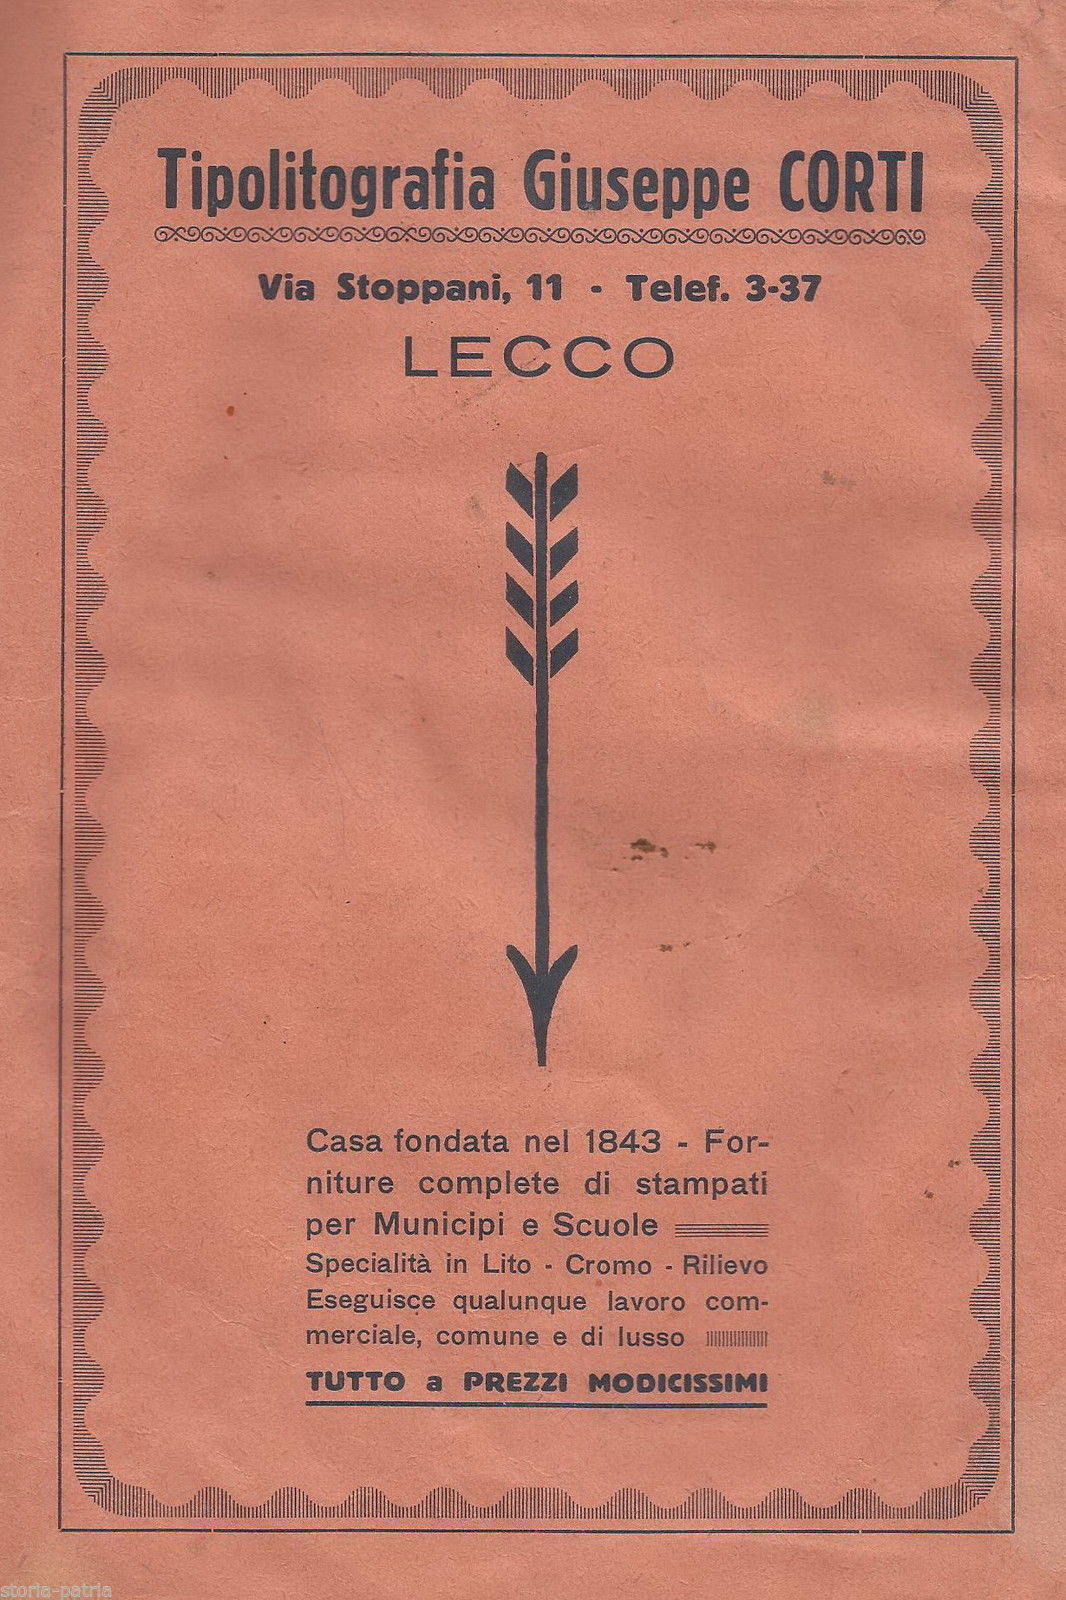 Tipolitografia Giuseppe CORTI
Via Stoppani, 11 - Telef. 3-37
LECCO
Casa fondata nel 1843 - For-
niture complete di stampati
per Municipi e Scuole
Specialità in Lito - Cromo - Rilievo
Eseguisce qualunque lavoro com-
merciale, comune e di lusso
TUTTO a PREZZI MODICISSIMI
storia-patria